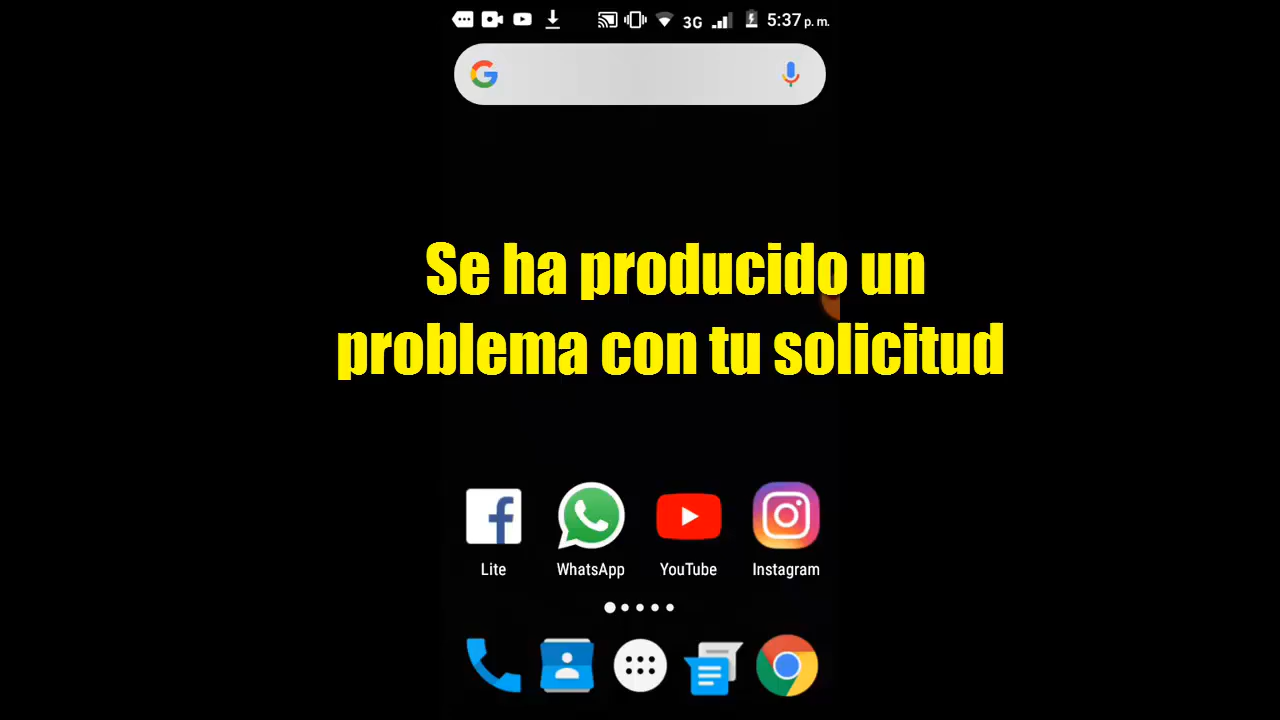 3G 5:37 p. m.
Se ha producido un
problema con tu solicitud
Lite WhatsApp YouTube Instagram